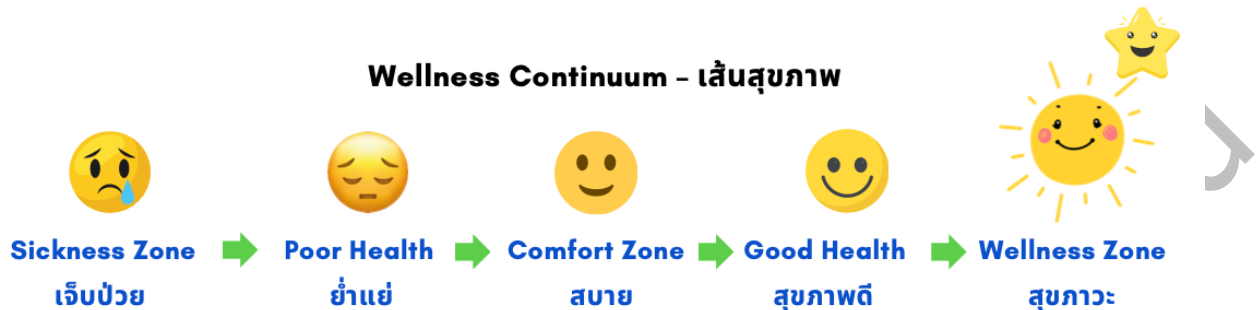 Wellness Continuum – เส้นสุขภาพ
Sickness Zone
เจ็บป่วย
Poor Health
ย่ำแย่
Comfort Zone
สบาย
Good Health
สุขภาพดี
Wellness Zone
สุขภาวะ